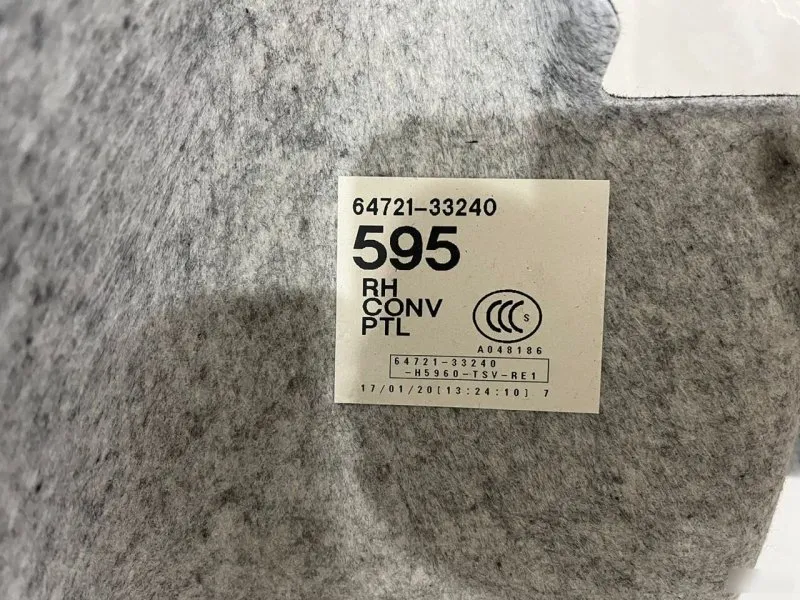 64721-33240
595
RH
CONV
PTL
CCC S
A048186
64721-33240
-H5960-TSV-RE1
17/01/20[13:24:10] 7